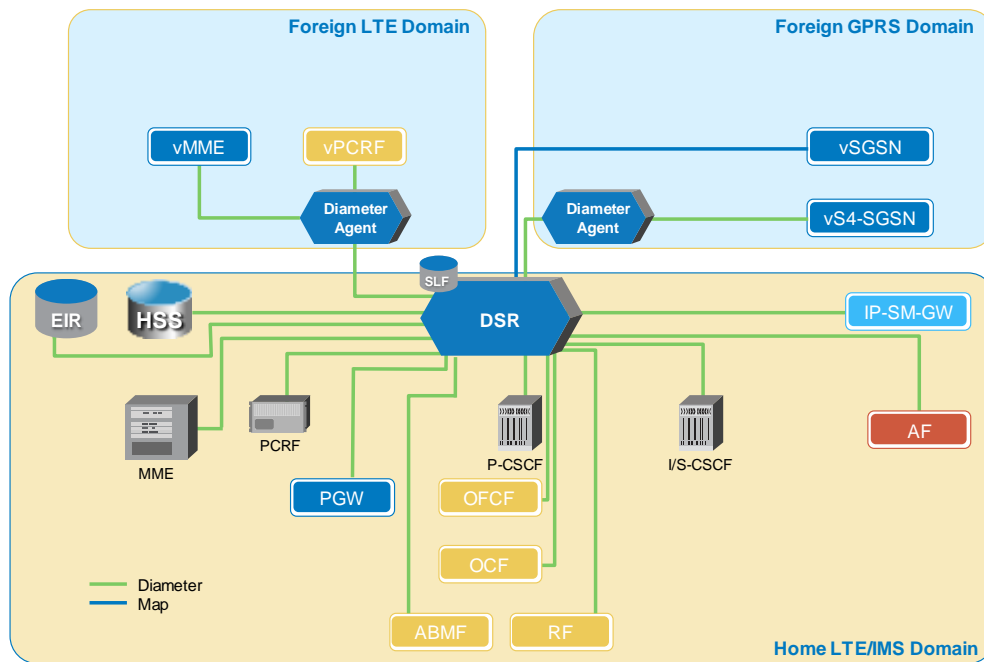 Foreign LTE Domain
Foreign GPRS Domain
vMME
vPCRF
vSGSN
Diameter
Agent
Diameter
Agent
vS4-SGSN
SLF
EIR
HSS
DSR
IP-SM-GW
AF
MME
PCRF
P-CSCF
I/S-CSCF
PGW
OFCF
OCF
Diameter
Map
ABMF
RF
Home LTE/IMS Domain